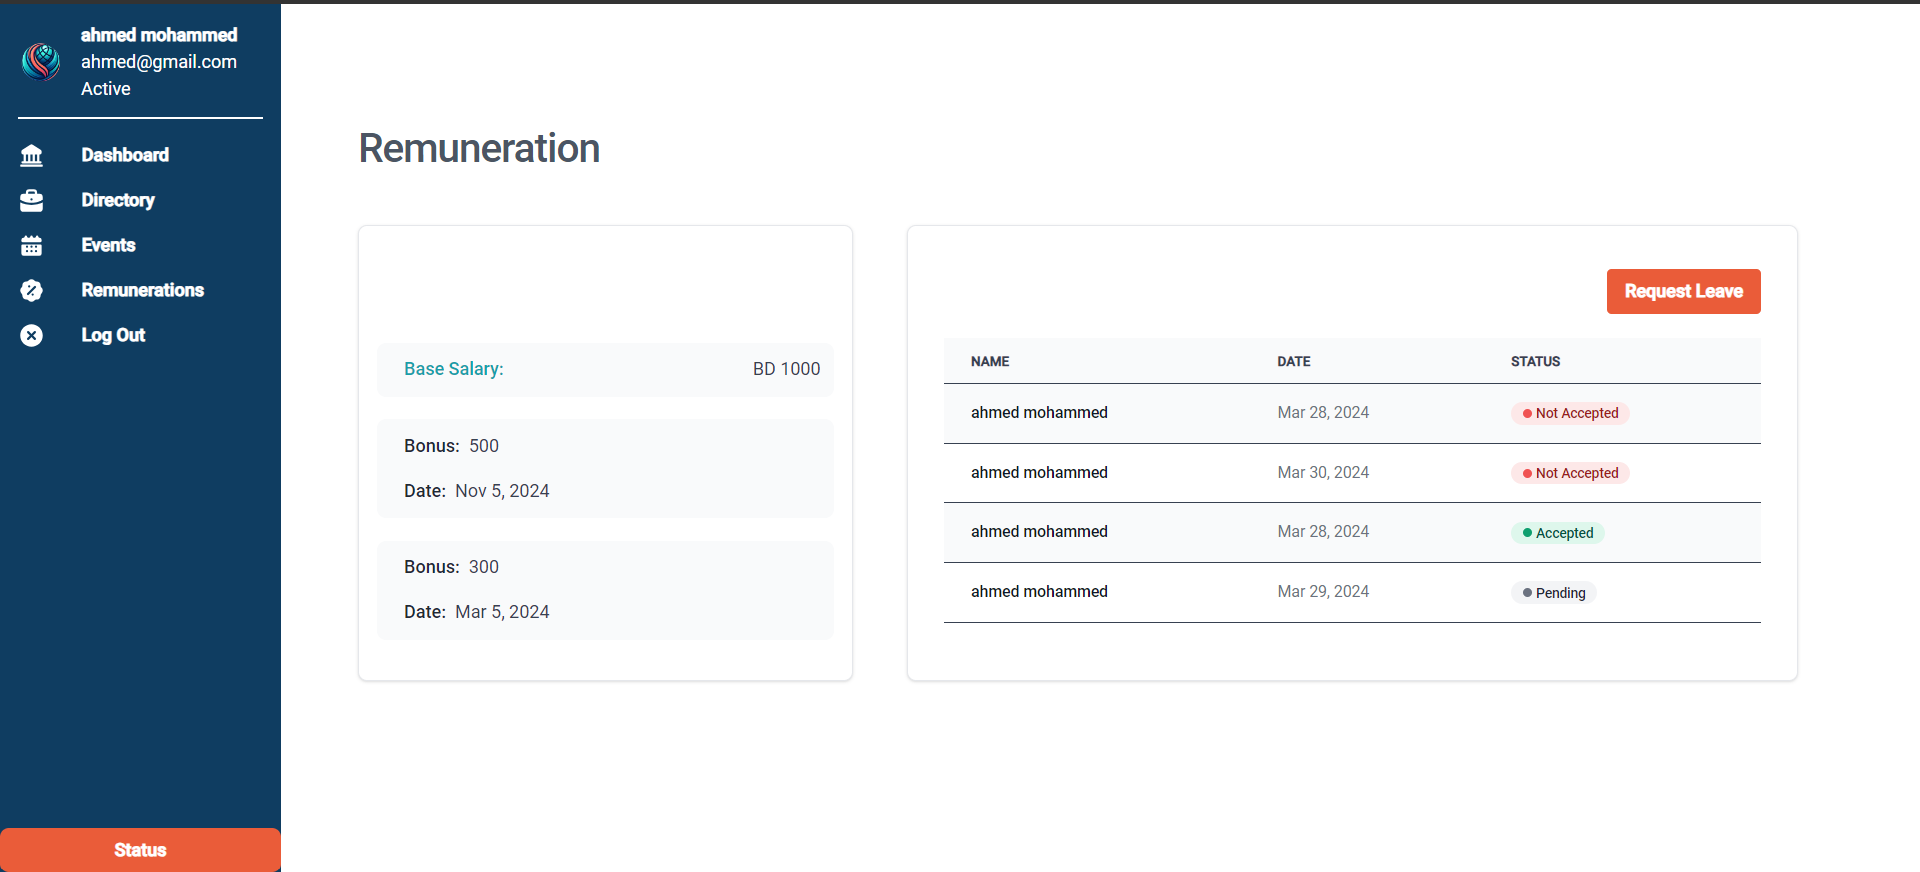 ahmed mohammed
ahmed@gmail.com
Active
Dashboard
Directory
Events
Remunerations
Log Out
Status
Remuneration
Base Salary: BD 1000
Bonus: 500
Date: Nov 5, 2024
Bonus: 300
Date: Mar 5, 2024
Request Leave
NAME DATE STATUS
ahmed mohammed Mar 28, 2024 Not Accepted
ahmed mohammed Mar 30, 2024 Not Accepted
ahmed mohammed Mar 28, 2024 Accepted
ahmed mohammed Mar 29, 2024 Pending